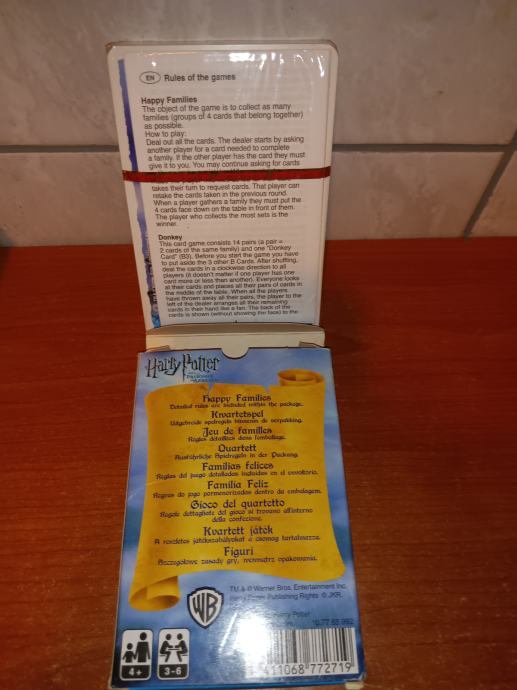 EN Rules of the games
Happy Families
The object of the game is to collect as many
families (groups of 4 cards that belong together)
as possible.
How to play:
Deal out all the cards. The dealer starts by asking
another player for a card needed to complete
a family. If the other player has the card they must
give it to you. You may continue asking for cards
takes their turn to request cards. That player can
retake the cards taken in the previous round.
When a player gathers a family they must put the
4 cards face down on the table in front of them.
The player who collects the most sets is the
winner.
Donkey
This card game consists 14 pairs (a pair =
2 cards of the same family) and one "Donkey
Card" (B3). Before you start the game you have
to put aside the 3 other B Cards. After shuffling,
deal the cards in a clockwise direction to all
players (it doesn't matter if one player has one
card more or less than another). Everyone looks
at their cards and places all their pairs of cards in
the middle of the table. When all the players
have thrown away all their pairs, the player to the
left of the dealer arranges all their remaining
cards in their hand like a fan. The back of the
cards is shown (without showing the face) to the
Harry Potter
Happy Families
Detailed rules are included within the package.
Kwartetspel
Uitgebreide spelregels binnenin de verpakking.
Jeu de familles
Règles détaillées dans l'emballage.
Quartett
Ausführliche Spielregeln in der Packung.
Familias felices
Reglas del juego detalladas incluidas en el envoltorio.
Familia Feliz
Regras do jogo pormenorizadas dentro da embalagem.
Gioco del quartetto
Regole dettagliate del gioco si trovano all'interno
della confezione.
Kvartett játék
A részletes játékszabályokat a csomag tartalmazza.
Figuri
Szczegółowe zasady gry, wewnątrz opakowania.
TM & © Warner Bros. Entertainment Inc.
Publishing Rights © JKR.
WB
4+
3-6
411068 772719